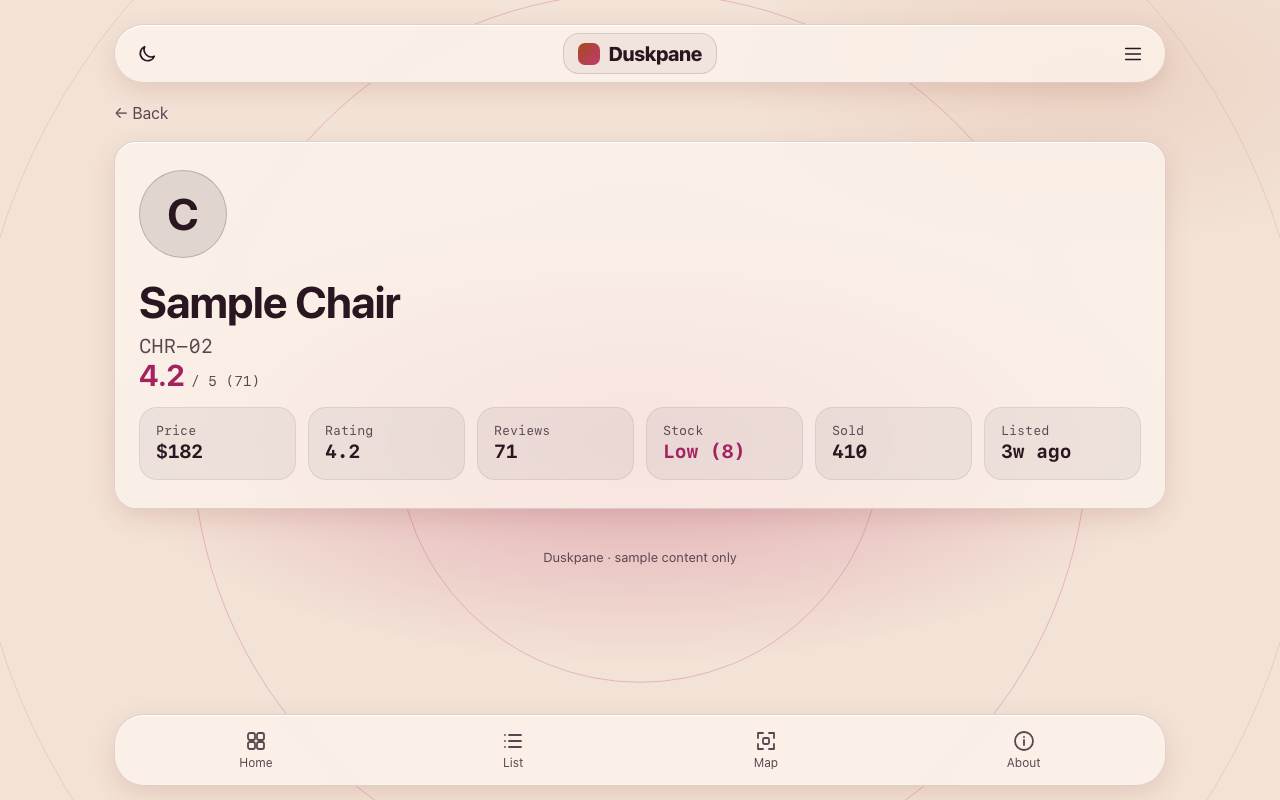 Duskpane
← Back
C
Sample Chair
CHR–02
4.2 / 5 (71)
Price
$182
Rating
4.2
Reviews
71
Stock
Low (8)
Sold
410
Listed
3w ago
Duskpane · sample content only
Home
List
Map
About